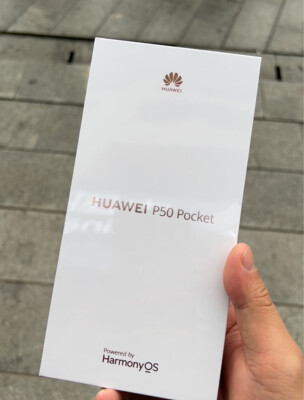 HUAWEI
HUAWEI P50 Pocket
Powered by
HarmonyOS